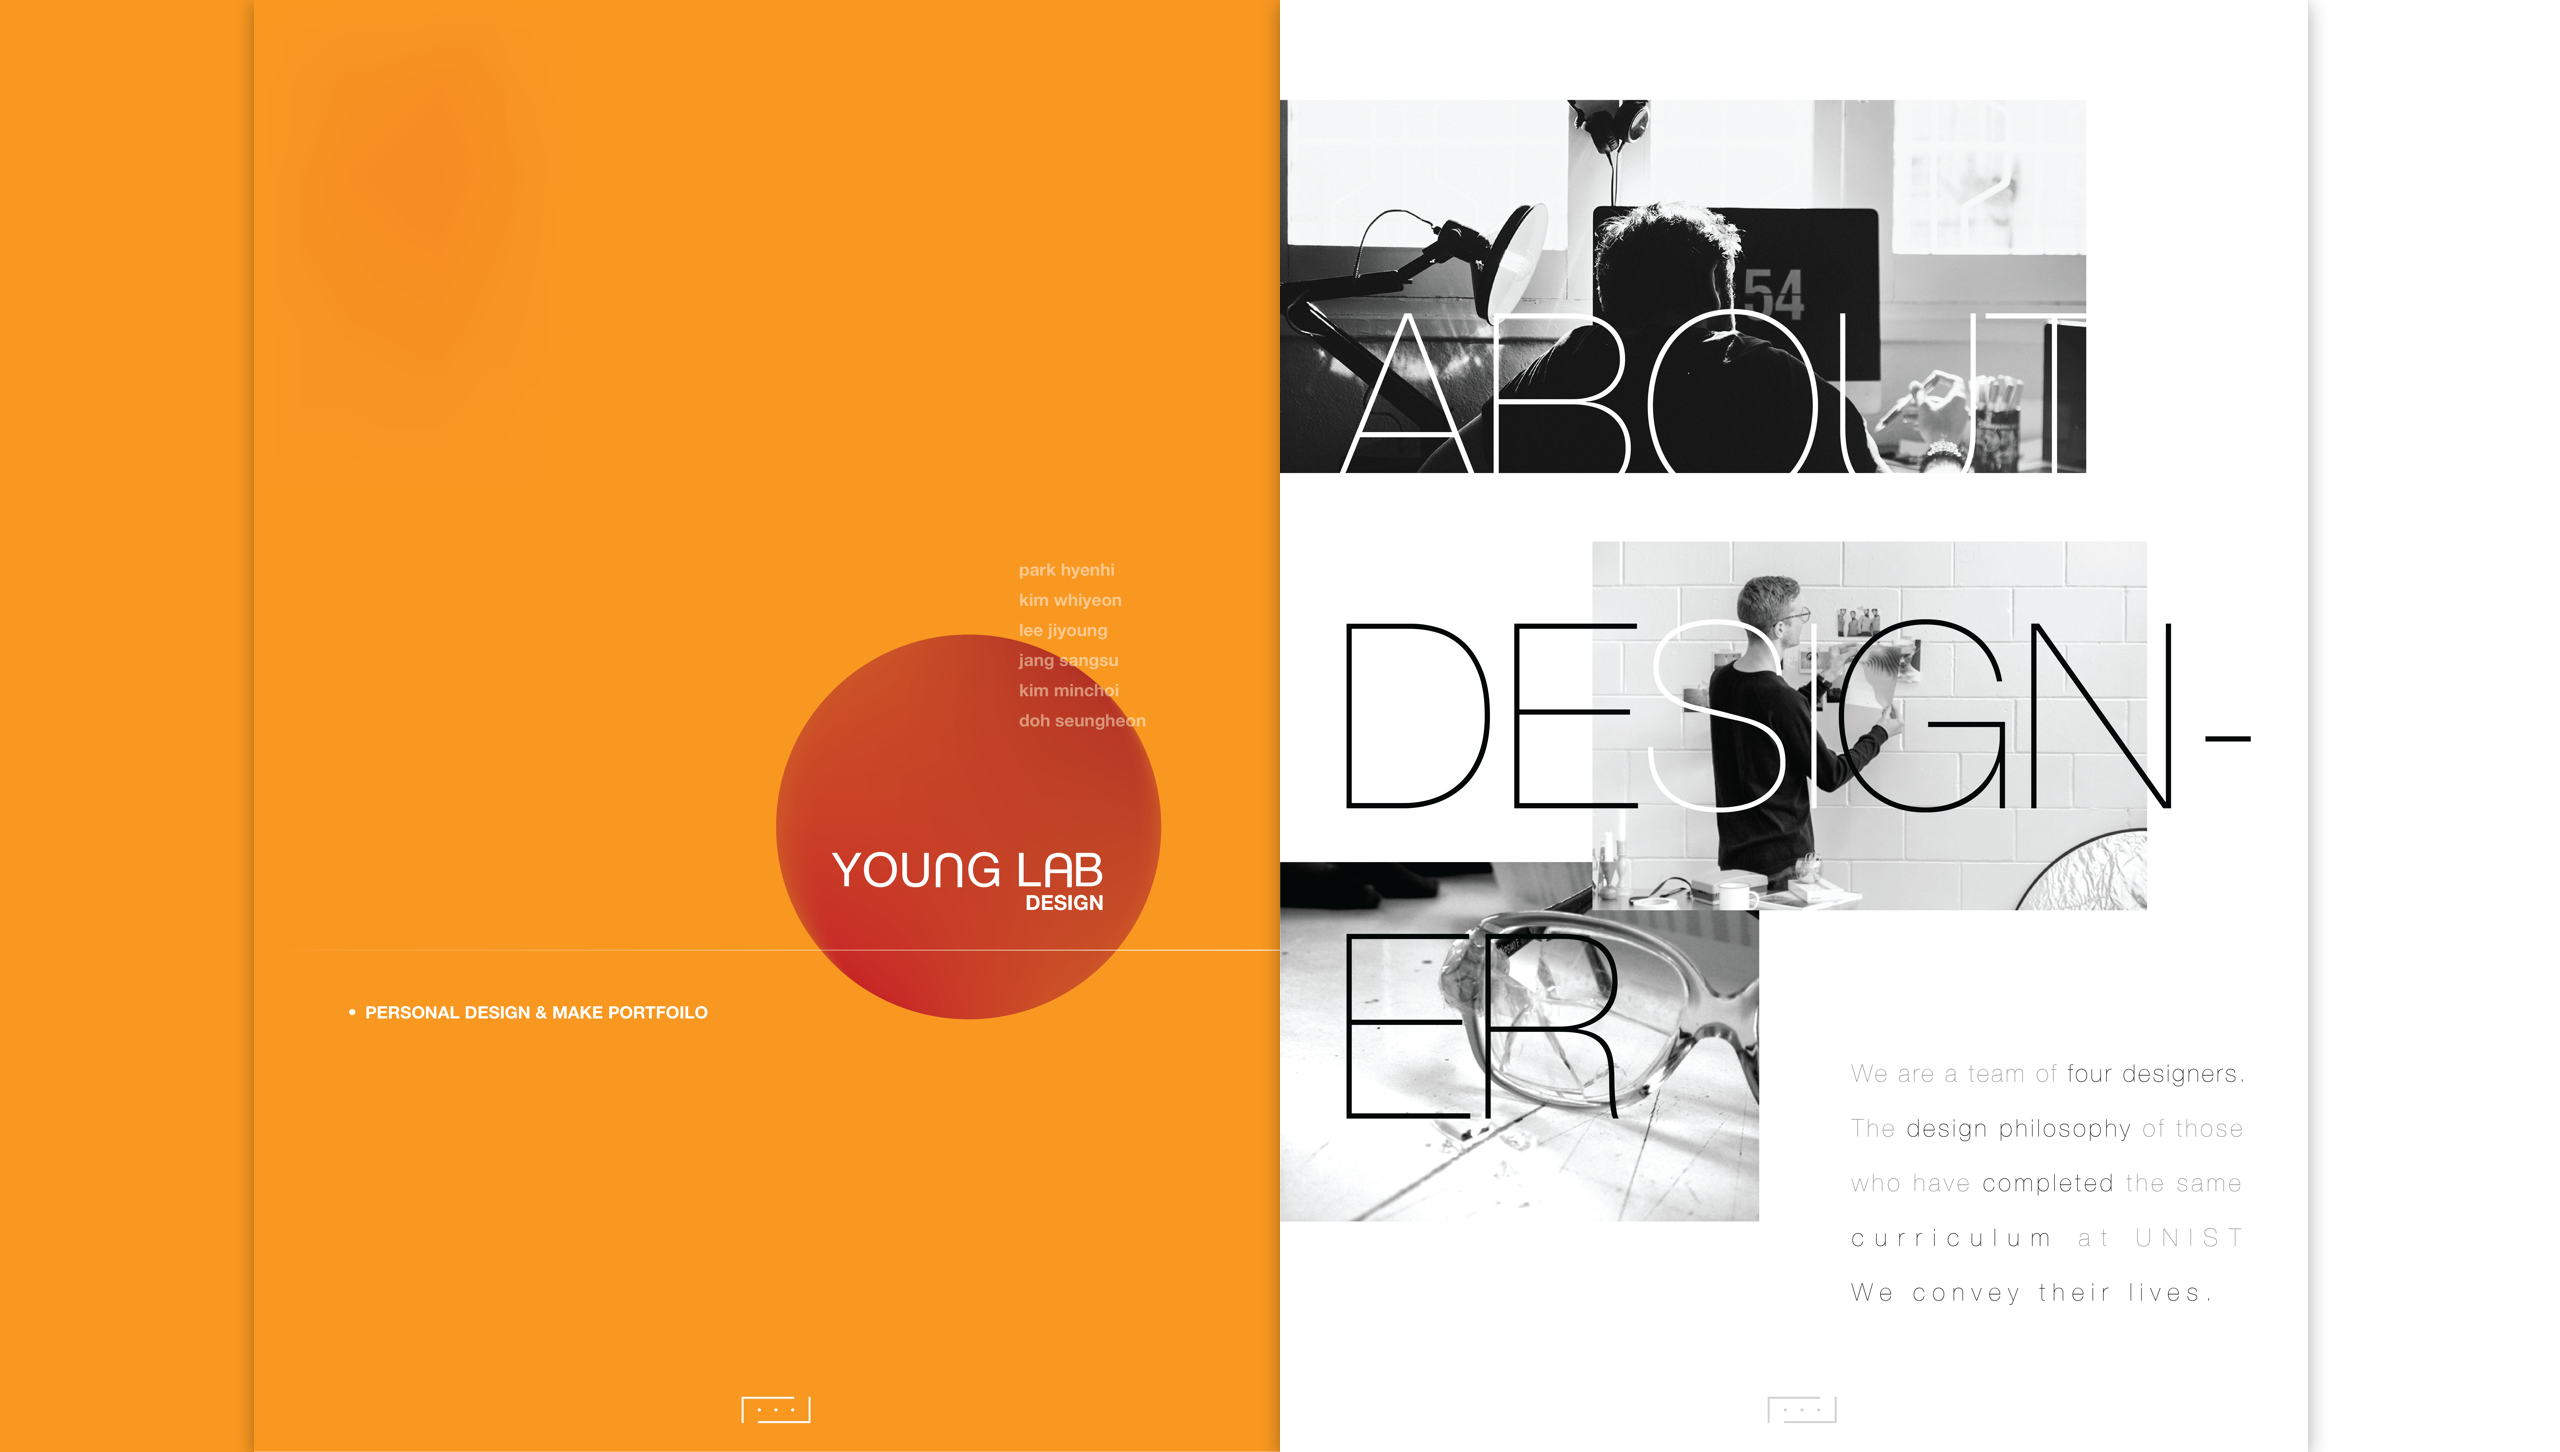 park hyenhi
kim whiyeon
lee jiyoung
jang sangsu
kim minchoi
doh seungheon
YOUNG LAB
DESIGN
• PERSONAL DESIGN & MAKE PORTFOILO
54
ABOUT
DESIGN-
ER
We are a team of four designers.
The design philosophy of those
who have completed the same
curriculum at UNIST
We convey their lives.